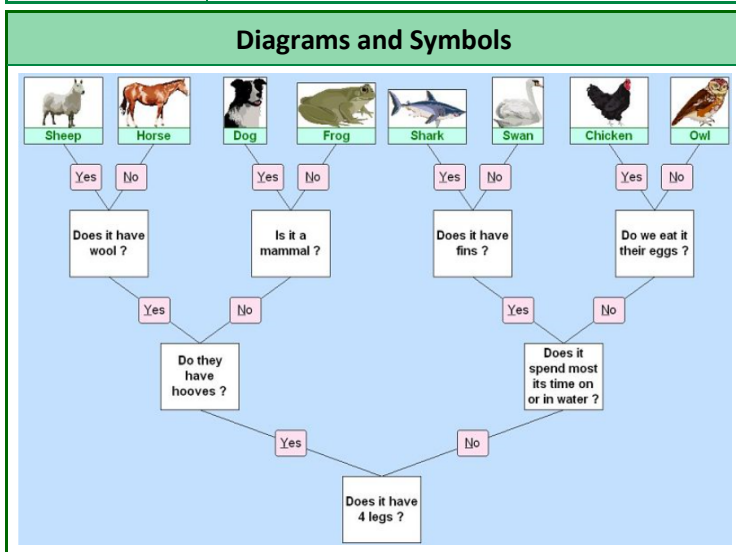 Diagrams and Symbols
Sheep Horse Dog Frog Shark Swan Chicken Owl
Yes No Yes No Yes No Yes No
Does it have
wool ?
Is it a
mammal ?
Does it have
fins ?
Do we eat it
their eggs ?
Yes No Yes No
Do they
have
hooves ?
Does it
spend most
its time on
or in water ?
Yes No
Does it have
4 legs ?